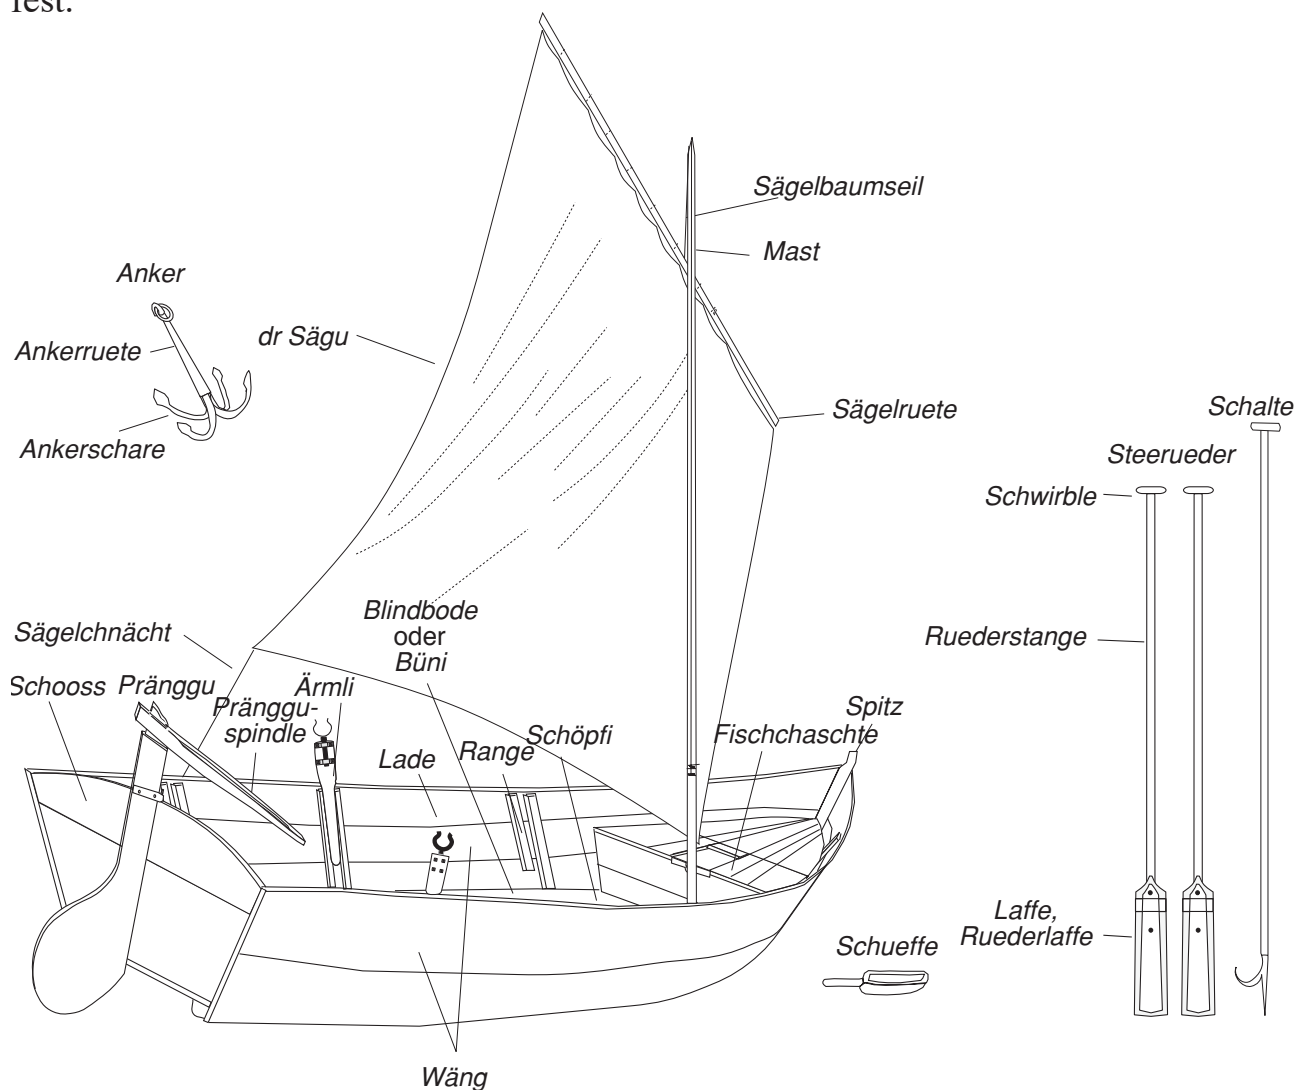 fest.
Sägelbaumseil
Mast
Anker
dr Sägu
Ankerruete
Ankerschare
Sägelruete
Schalte
Steerueder
Schwirble
Blindbode
oder
Büni
Sägelchnächt
Ruederstange
Schooss
Pränggu
Ärmli
Pränggu-
spindle
Lade
Range
Schöpfi
Fischchaschte
Spitz
Laffe,
Ruederlaffe
Schueffe
Wäng